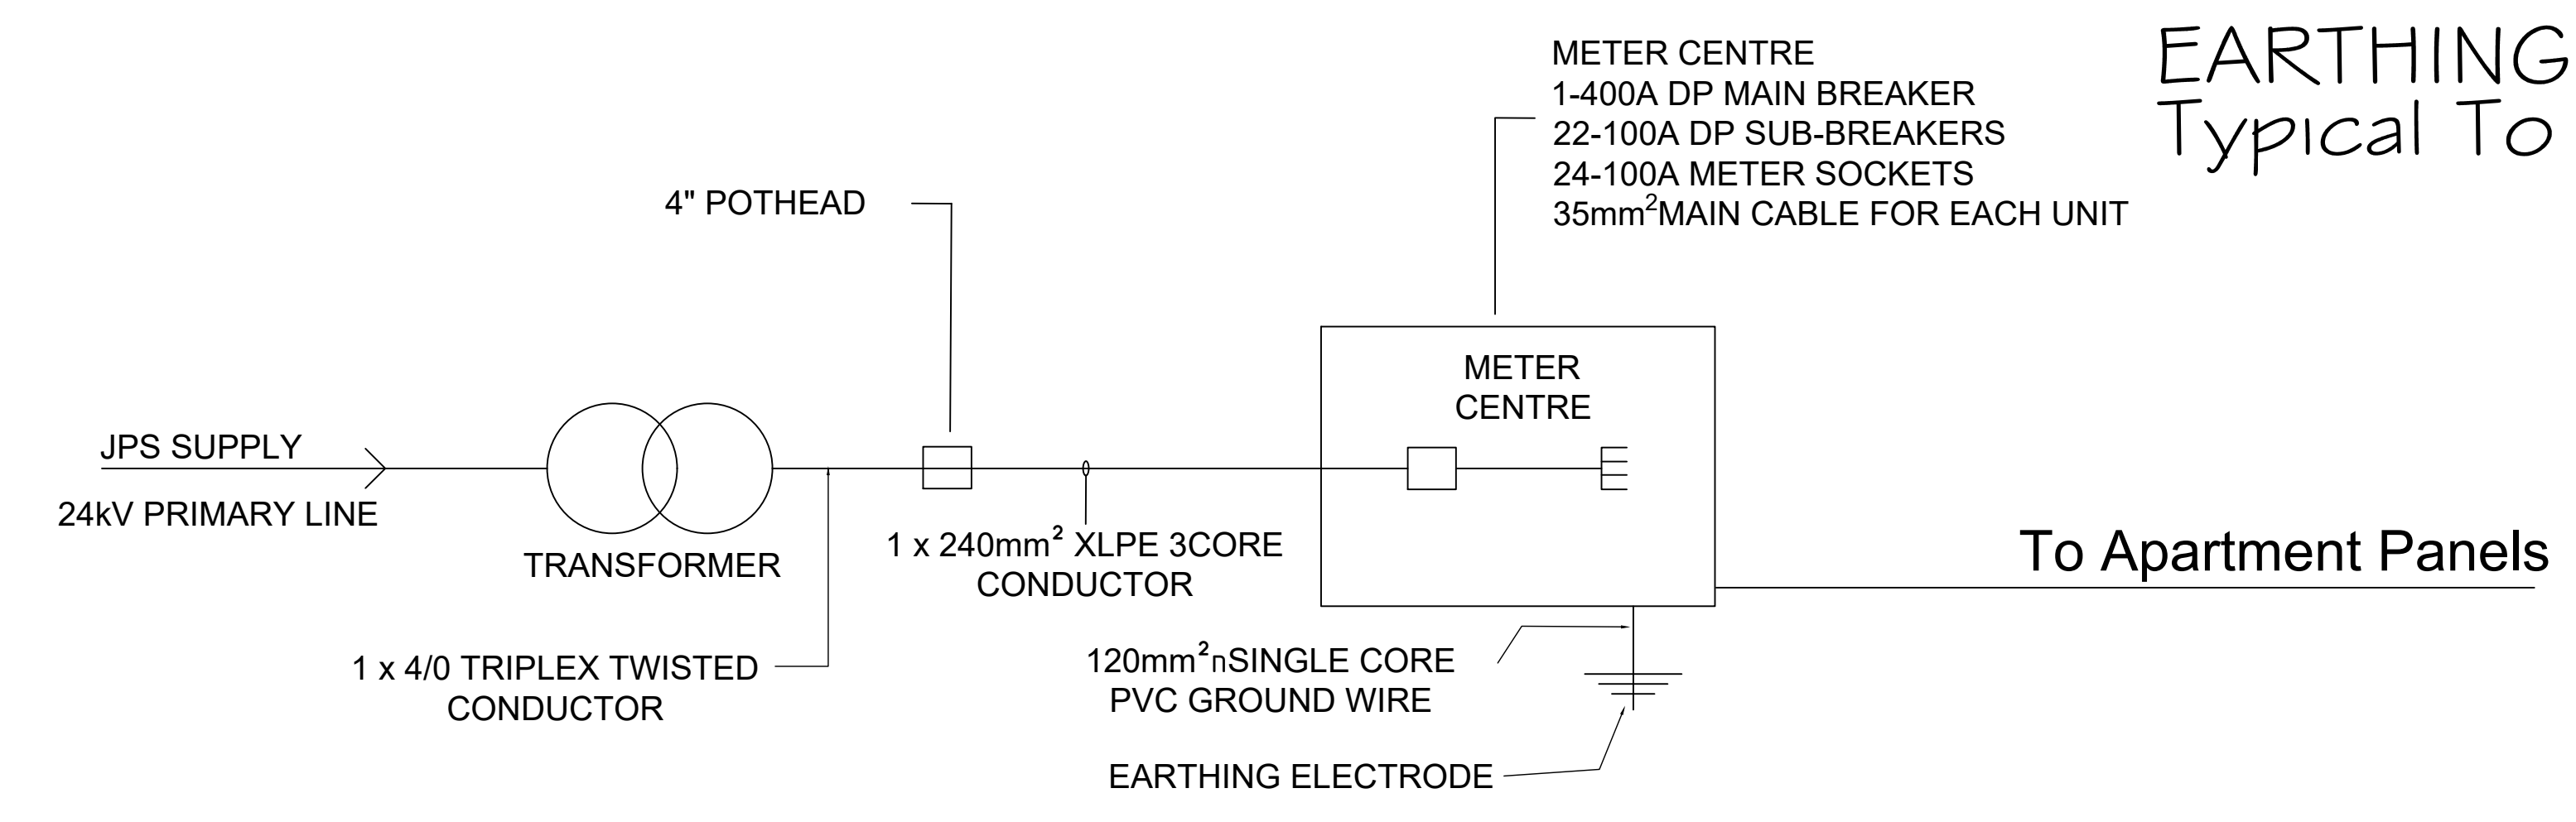 EARTHING
Typical To
METER CENTRE
1-400A DP MAIN BREAKER
22-100A DP SUB-BREAKERS
24-100A METER SOCKETS
35mm²MAIN CABLE FOR EACH UNIT
4" POTHEAD
METER
CENTRE
JPS SUPPLY
24kV PRIMARY LINE
TRANSFORMER
1 x 240mm² XLPE 3CORE
CONDUCTOR
To Apartment Panels
1 x 4/0 TRIPLEX TWISTED
CONDUCTOR
120mm²nSINGLE CORE
PVC GROUND WIRE
EARTHING ELECTRODE